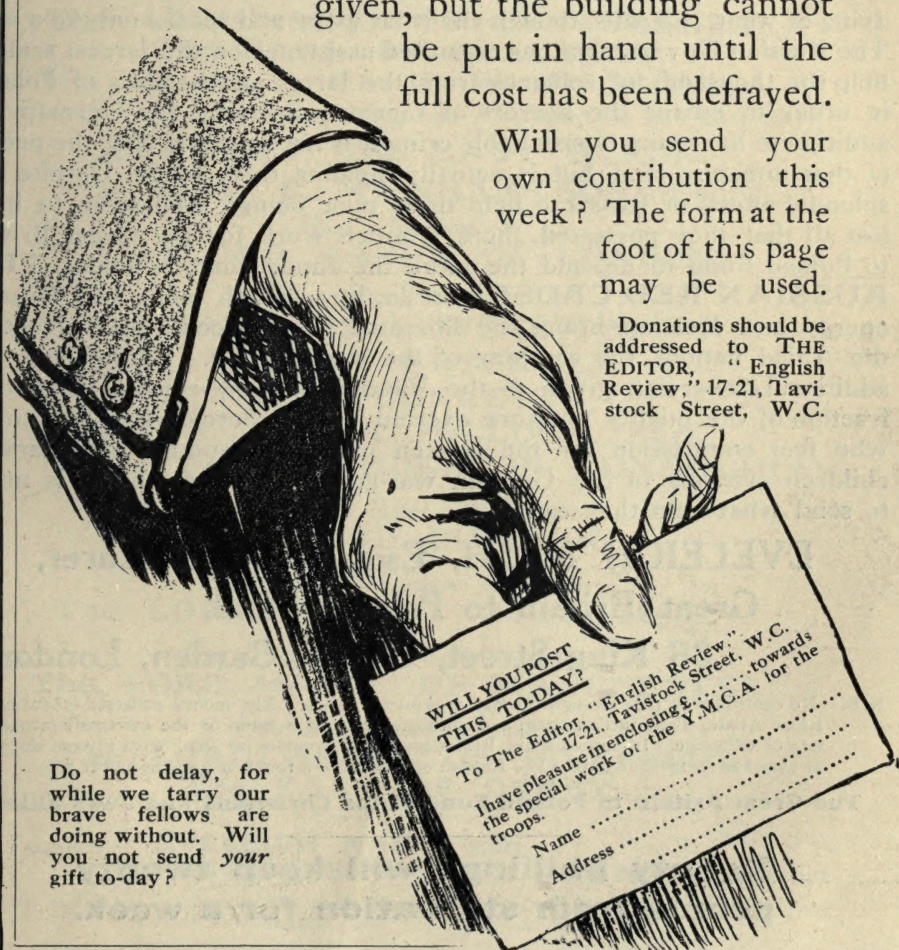 given, but the building cannot
be put in hand until the
full cost has been defrayed.
Will you send your
own contribution this
week? The form at the
foot of this page
may be used.
Donations should be
addressed to THE
EDITOR, "English
Review," 17-21, Tavi-
stock Street, W.C.
WILL YOU POST
THIS TO-DAY?
To The Editor, "English Review,"
17-21, Tavistock Street, W.C.
I have pleasure in enclosing £.........towards
the special work of the Y.M.C.A. for the
troops.
Name
Address
Do not delay, for
while we tarry our
brave fellows are
doing without. Will
you not send your
gift to-day?